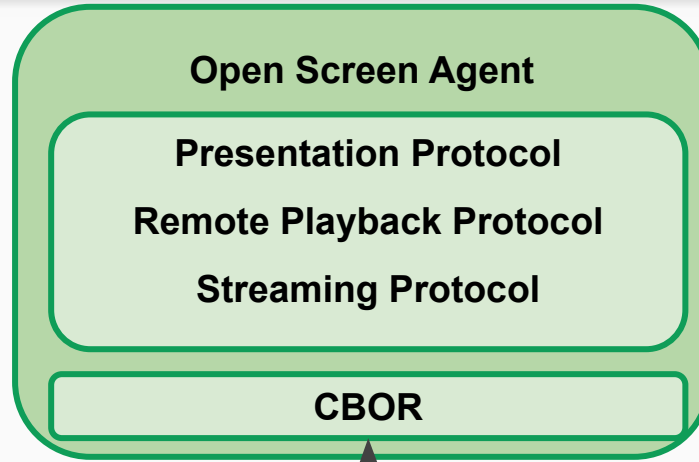 Open Screen Agent
Presentation Protocol
Remote Playback Protocol
Streaming Protocol
CBOR